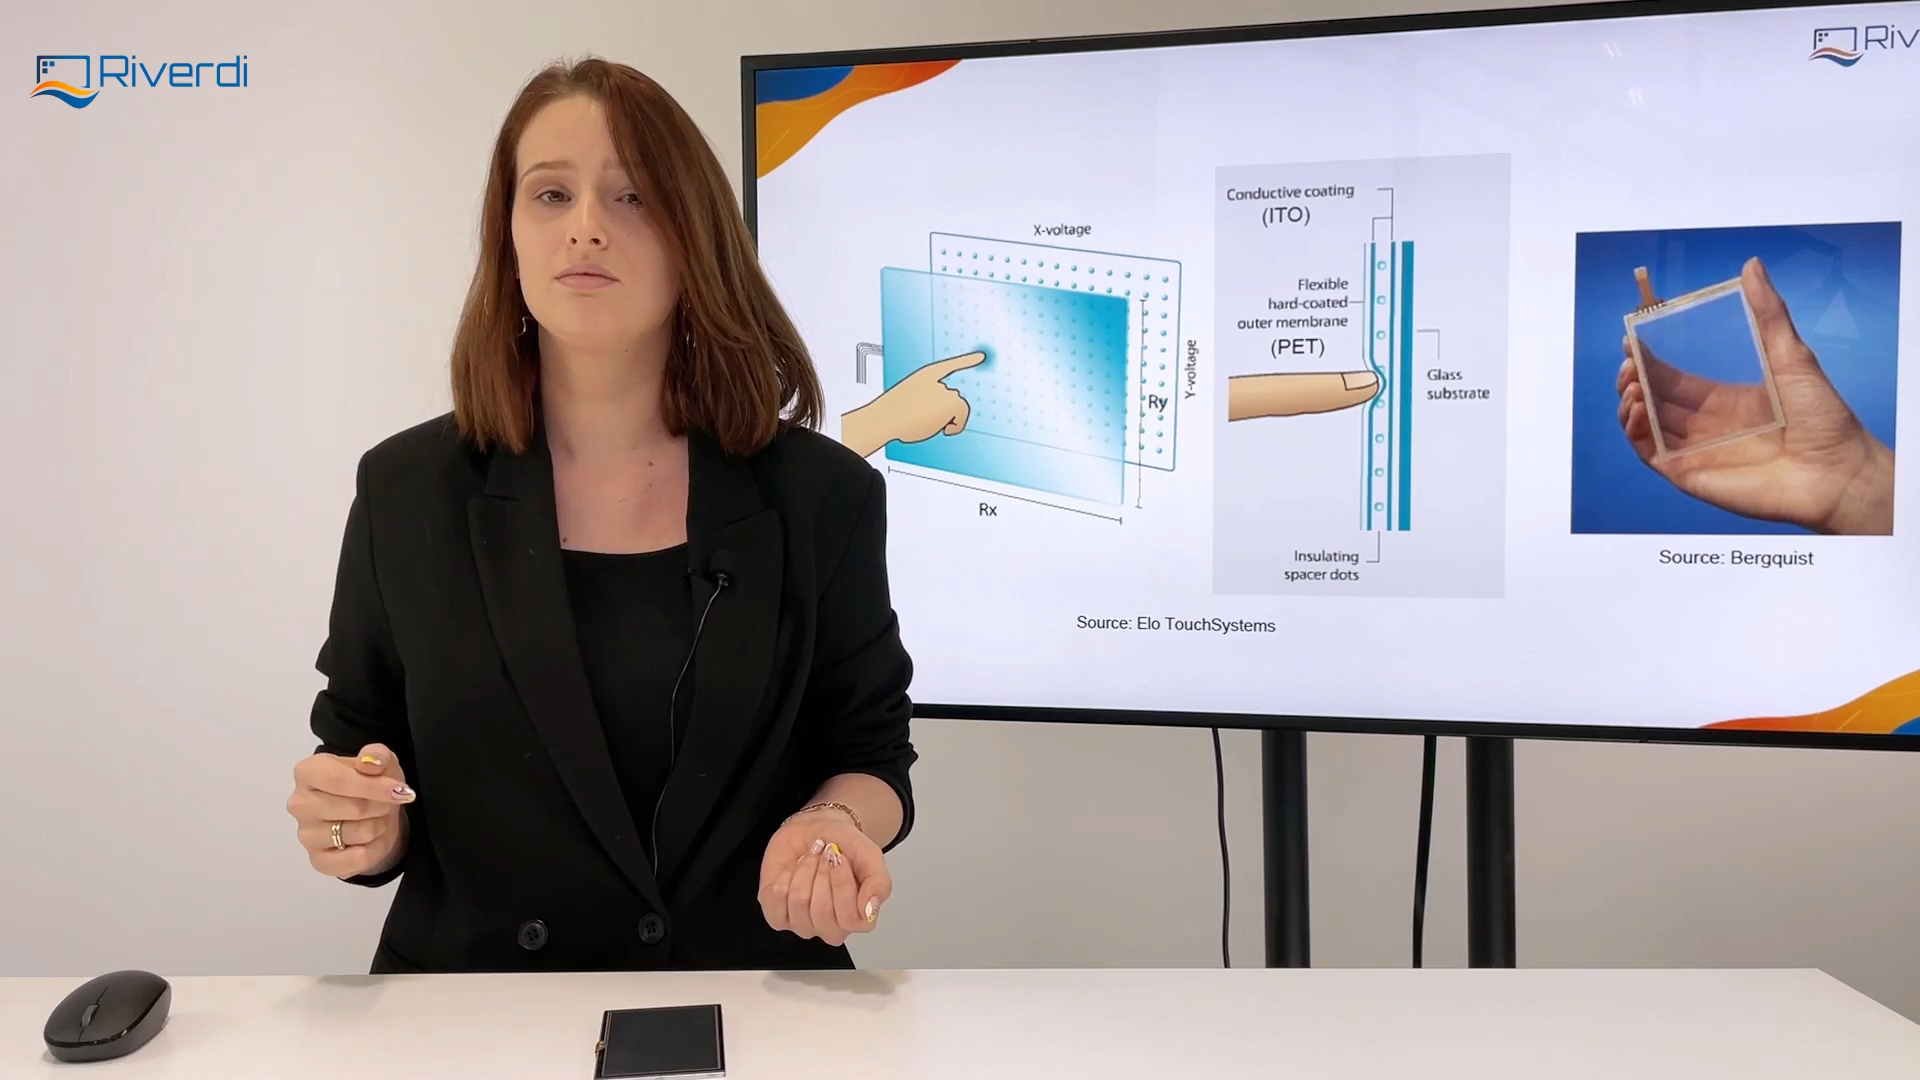 Riverdi
Riv
X-voltage
Y-voltage
Ry
Rx
Conductive coating
(ITO)
Flexible
hard-coated
outer membrane
(PET)
Glass
substrate
Insulating
spacer dots
Source: Elo TouchSystems
Source: Bergquist